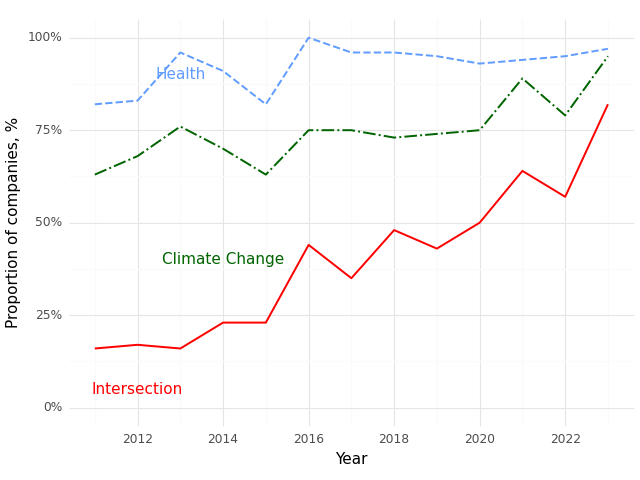 100%
75%
50%
25%
0%
Proportion of companies, %
Health
Climate Change
Intersection
2012 2014 2016 2018 2020 2022
Year